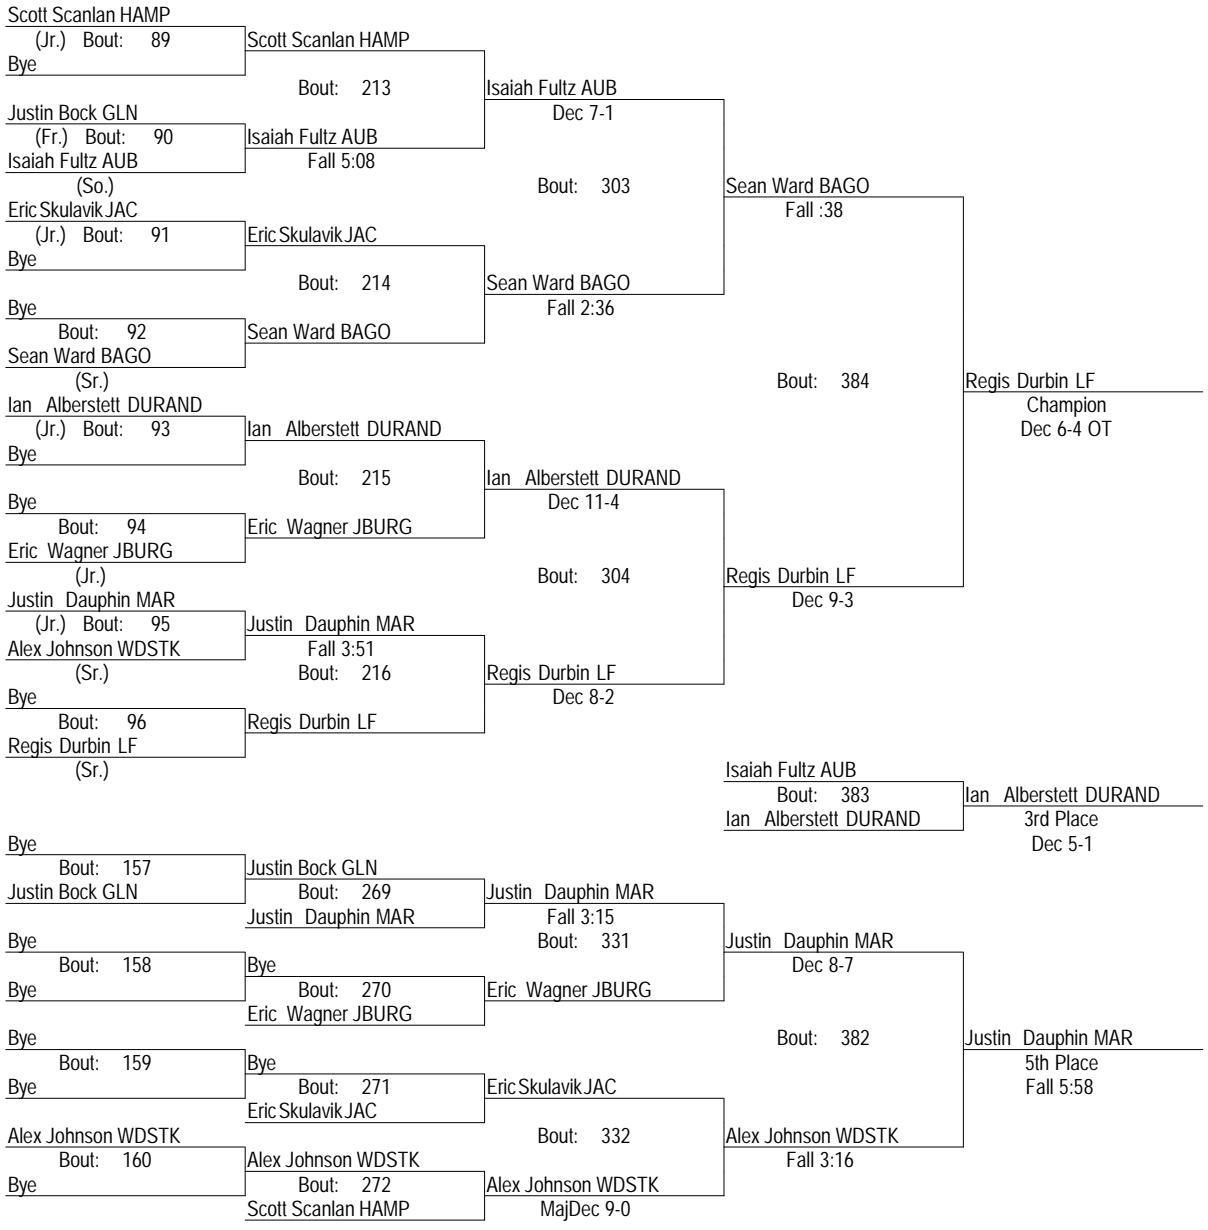 Scott Scanlan HAMP
(Jr.) Bout: 89 Scott Scanlan HAMP
Bye
Bout: 213 Isaiah Fultz AUB
Justin Bock GLN Dec 7-1
(Fr.) Bout: 90 Isaiah Fultz AUB
Isaiah Fultz AUB Fall 5:08
(So.) Bout: 303 Sean Ward BAGO
Eric Skulavik JAC Fall :38
(Jr.) Bout: 91 Eric Skulavik JAC
Bye
Bout: 214 Sean Ward BAGO
Bye Fall 2:36
Bout: 92 Sean Ward BAGO
Sean Ward BAGO
(Sr.) Bout: 384 Regis Durbin LF
Ian Alberstett DURAND Champion
(Jr.) Bout: 93 Ian Alberstett DURAND Dec 6-4 OT
Bye
Bout: 215 Ian Alberstett DURAND
Bye Dec 11-4
Bout: 94 Eric Wagner JBURG
Eric Wagner JBURG
(Jr.) Bout: 304 Regis Durbin LF
Justin Dauphin MAR Dec 9-3
(Jr.) Bout: 95 Justin Dauphin MAR
Alex Johnson WDSTK Fall 3:51
(Sr.) Bout: 216 Regis Durbin LF
Bye Dec 8-2
Bout: 96 Regis Durbin LF
Regis Durbin LF
(Sr.) Isaiah Fultz AUB
Bout: 383 Ian Alberstett DURAND
Ian Alberstett DURAND 3rd Place
Bye Dec 5-1
Bout: 157 Justin Bock GLN
Justin Bock GLN Bout: 269 Justin Dauphin MAR
Justin Dauphin MAR Fall 3:15
Bye Bout: 331 Justin Dauphin MAR
Bout: 158 Bye Dec 8-7
Bye Bout: 270 Eric Wagner JBURG
Eric Wagner JBURG
Bye Bout: 382 Justin Dauphin MAR
Bout: 159 Bye 5th Place
Bye Bout: 271 Eric Skulavik JAC Fall 5:58
Eric Skulavik JAC
Alex Johnson WDSTK Bout: 332 Alex Johnson WDSTK
Bout: 160 Alex Johnson WDSTK Fall 3:16
Bye Bout: 272 Alex Johnson WDSTK
Scott Scanlan HAMP MajDec 9-0